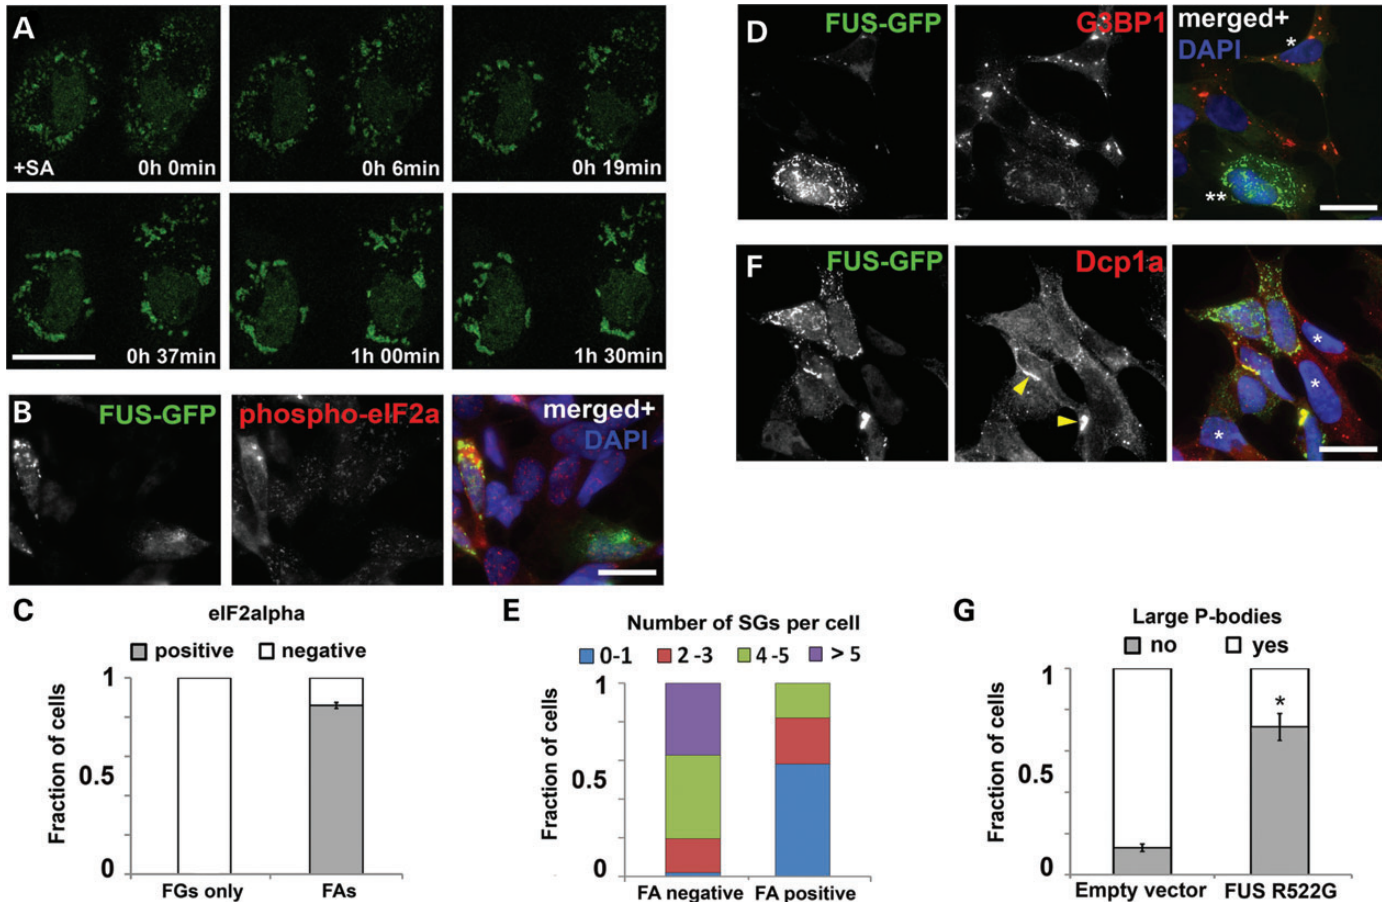 A
+SA
0h 0min
0h 6min
0h 19min
0h 37min
1h 00min
1h 30min
B
FUS-GFP
phospho-eIF2a
merged+
DAPI
C
eIF2alpha
positive
negative
Fraction of cells
1
0.5
0
FGs only
FAs
D
FUS-GFP
G3BP1
merged+
DAPI
*
**
F
FUS-GFP
Dcp1a
*
*
*
E
Number of SGs per cell
0-1
2 -3
4 -5
> 5
Fraction of cells
1
0.5
0
FA negative
FA positive
G
Large P-bodies
no
yes
Fraction of cells
1
0.5
0
*
Empty vector
FUS R522G